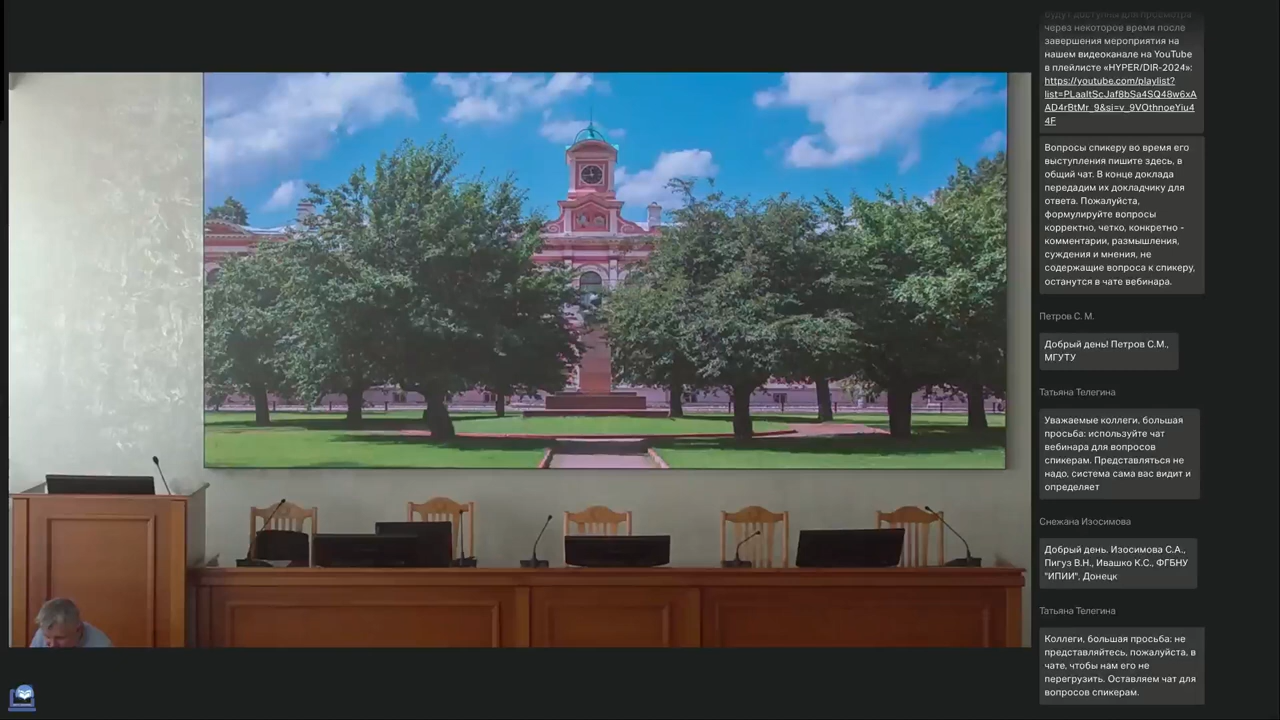 будут доступны для просмотра
через некоторое время после
завершения мероприятия на
нашем видеоканале на YouTube
в плейлисте «HYPER/DIR-2024»:
https://youtube.com/playlist?
list=PLaaItScJaf8bSa4SQ48w6xA
AD4rBtMr_9&si=v_9VOthnoeYiu4
4F
Вопросы спикеру во время его
выступления пишите здесь, в
общий чат. В конце доклада
передадим их докладчику для
ответа. Пожалуйста,
формулируйте вопросы
корректно, четко, конкретно -
комментарии, размышления,
суждения и мнения, не
содержащие вопроса к спикеру,
останутся в чате вебинара.
Петров С. М.
Добрый день! Петров С.М.,
МГУТУ
Татьяна Телегина
Уважаемые коллеги, большая
просьба: используйте чат
вебинара для вопросов
спикерам. Представляться не
надо, система сама вас видит и
определяет
Снежана Изосимова
Добрый день. Изосимова С.А.,
Пигуз В.Н., Ивашко К.С., ФГБНУ
"ИПИИ", Донецк
Татьяна Телегина
Коллеги, большая просьба: не
представляйтесь, пожалуйста, в
чате, чтобы нам его не
перегрузить. Оставляем чат для
вопросов спикерам.